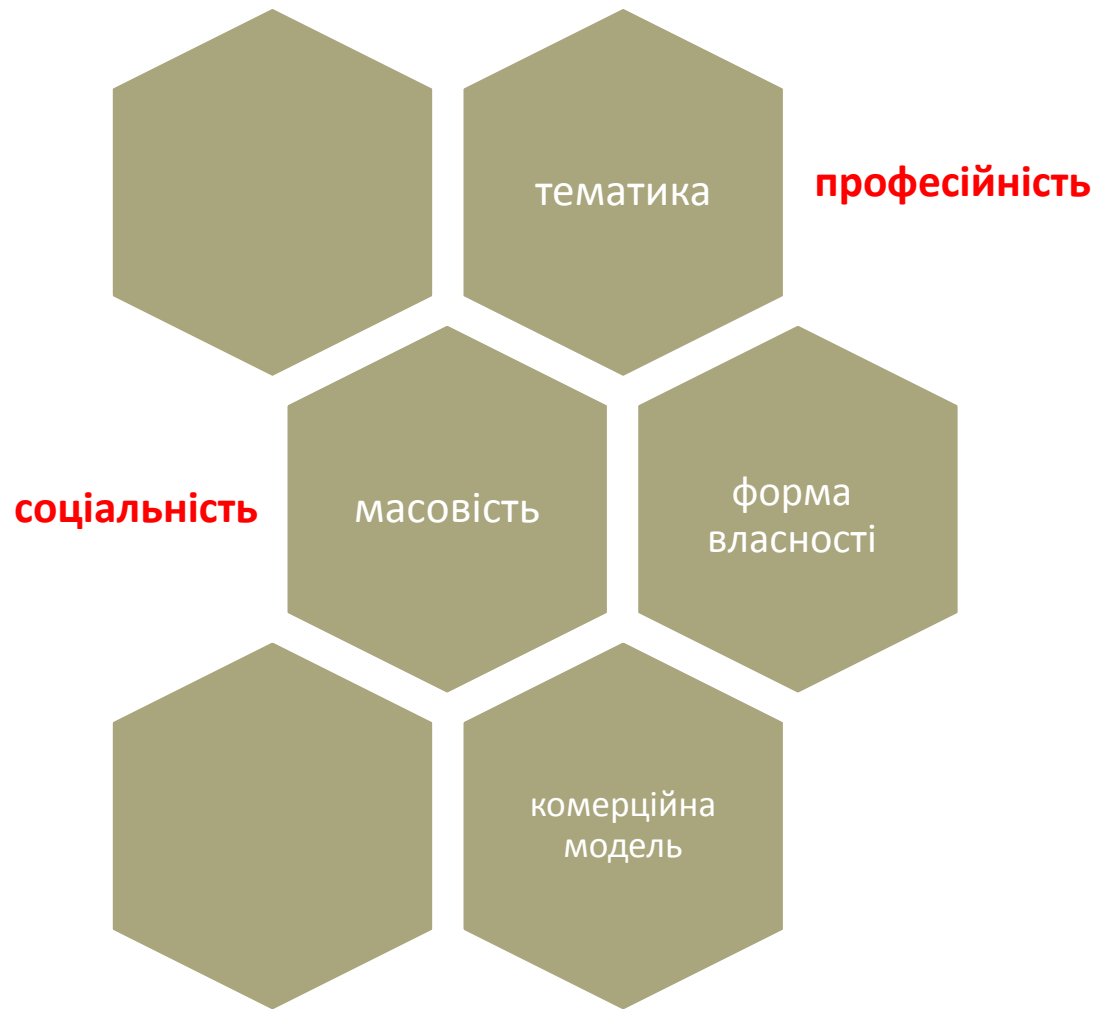 тематика
професійність
соціальність
масовість
форма
власності
комерційна
модель